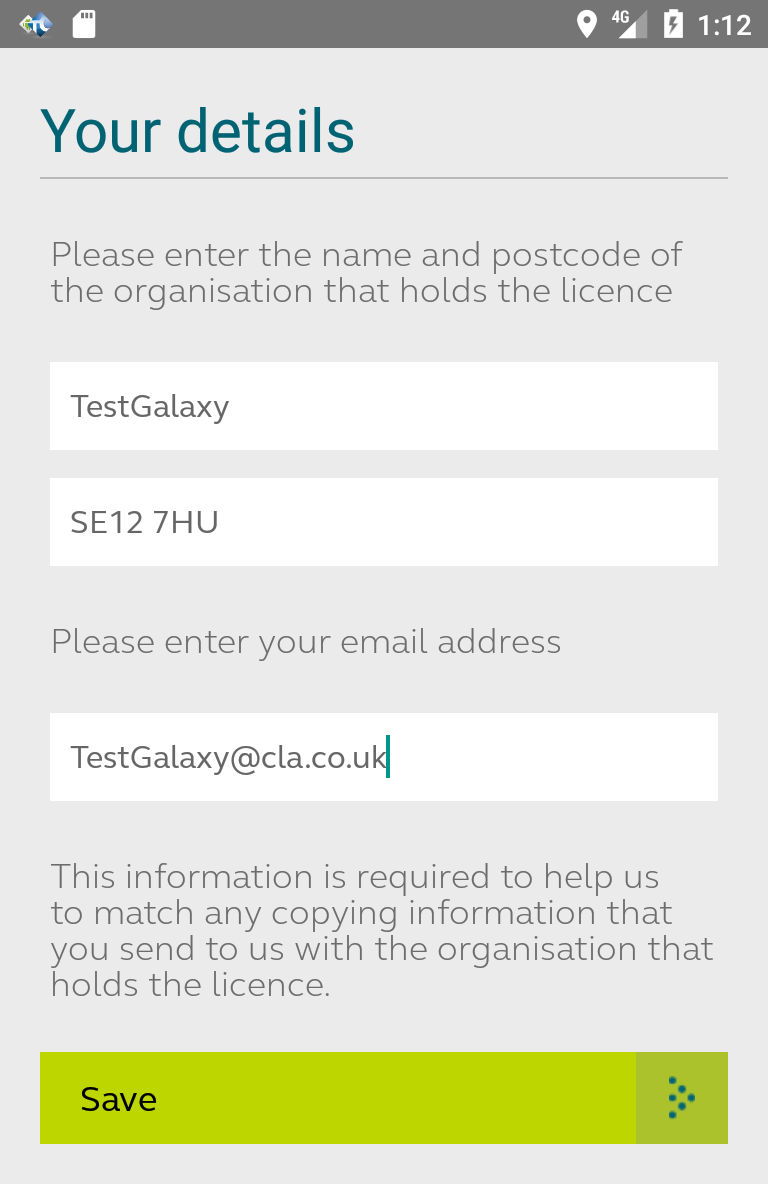 4G 1:12
Your details
Please enter the name and postcode of
the organisation that holds the licence
TestGalaxy
SE12 7HU
Please enter your email address
TestGalaxy@cla.co.uk
This information is required to help us
to match any copying information that
you send to us with the organisation that
holds the licence.
Save